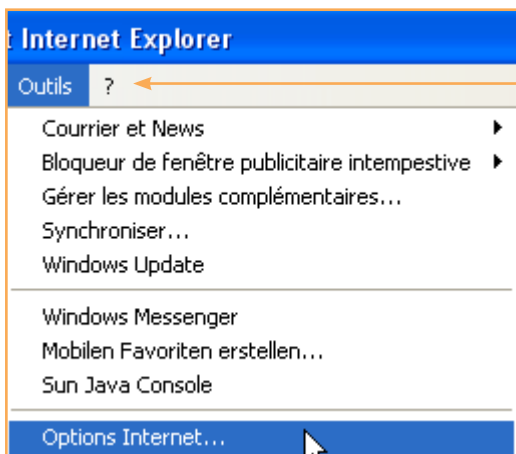 Internet Explorer
Outils ?
Courrier et News
Bloqueur de fenêtre publicitaire intempestive
Gérer les modules complémentaires...
Synchroniser...
Windows Update
Windows Messenger
Mobilen Favoriten erstellen...
Sun Java Console
Options Internet...